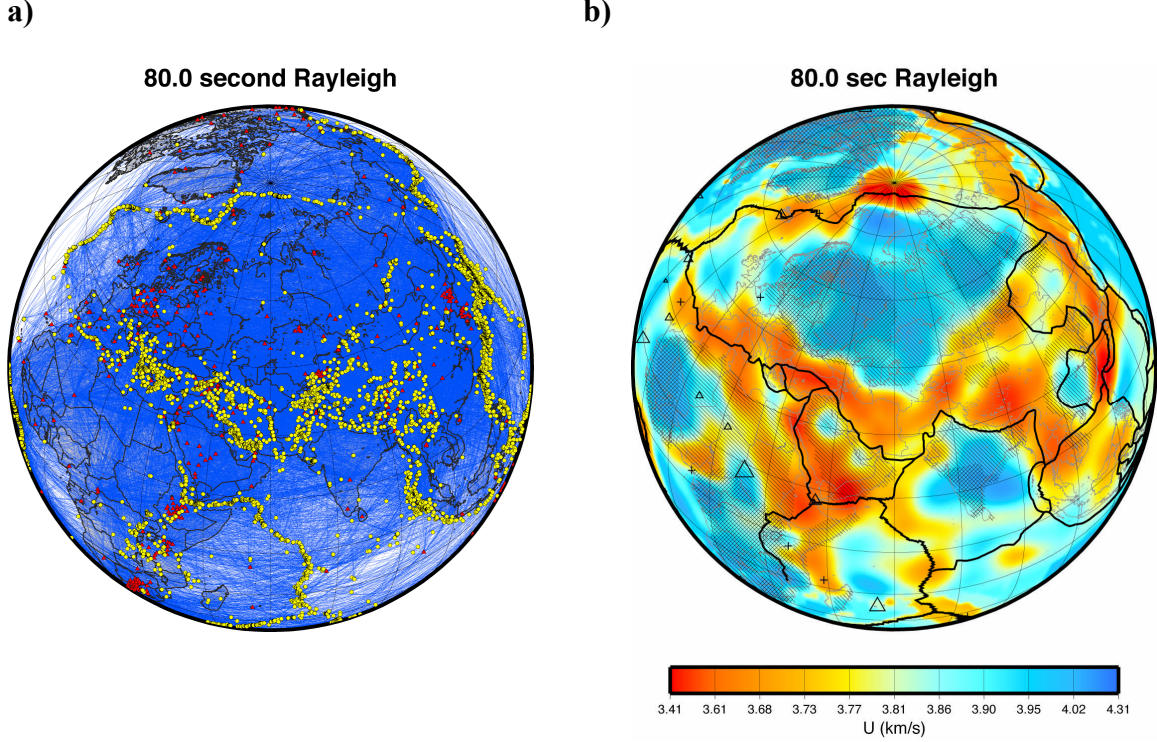 a)
b)
80.0 second Rayleigh
80.0 sec Rayleigh
3.41 3.61 3.68 3.73 3.77 3.81 3.86 3.90 3.95 4.02 4.31
U (km/s)